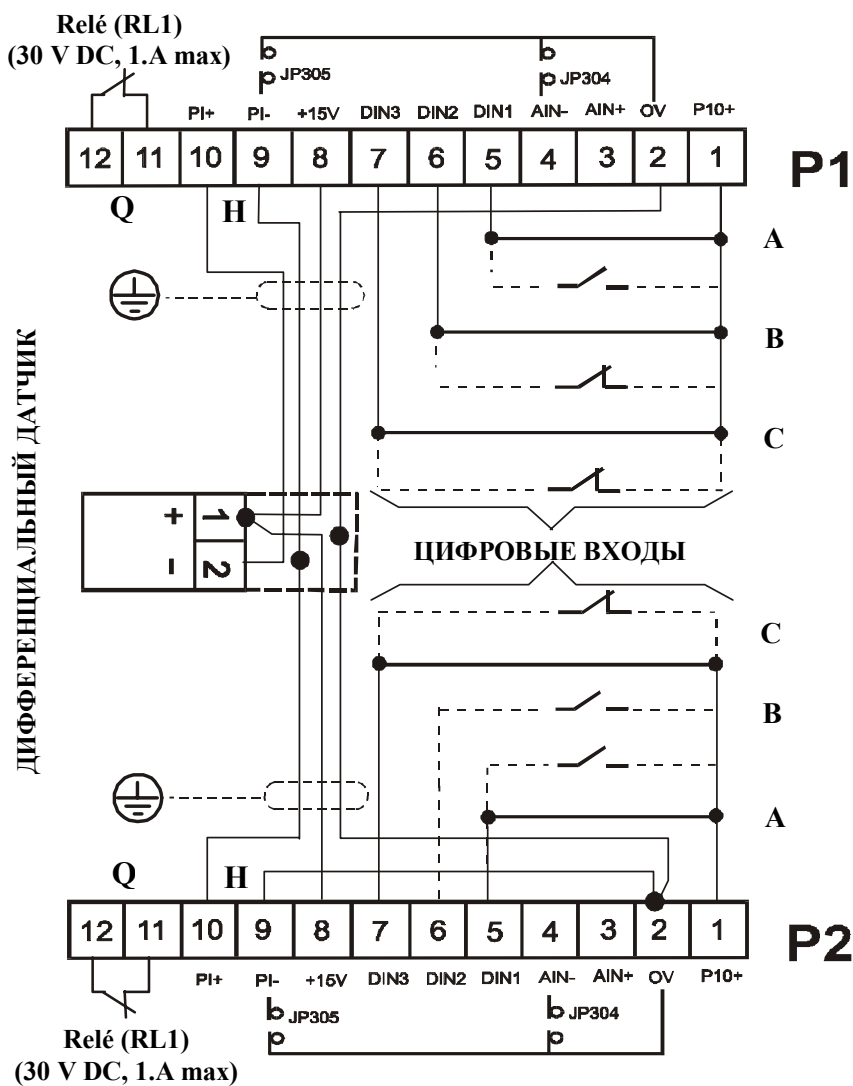 Relé (RL1)
(30 V DC, 1.A max)
JP305
JP304
PI+ PI- +15V DIN3 DIN2 DIN1 AIN- AIN+ OV P10+
12 11 10 9 8 7 6 5 4 3 2 1
P1
Q H
A
B
C
ДИФФЕРЕНЦИАЛЬНЫЙ ДАТЧИК
+ 1
- 2
ЦИФРОВЫЕ ВХОДЫ
C
B
A
Q H
12 11 10 9 8 7 6 5 4 3 2 1
P2
PI+ PI- +15V DIN3 DIN2 DIN1 AIN- AIN+ OV P10+
JP305
JP304
Relé (RL1)
(30 V DC, 1.A max)